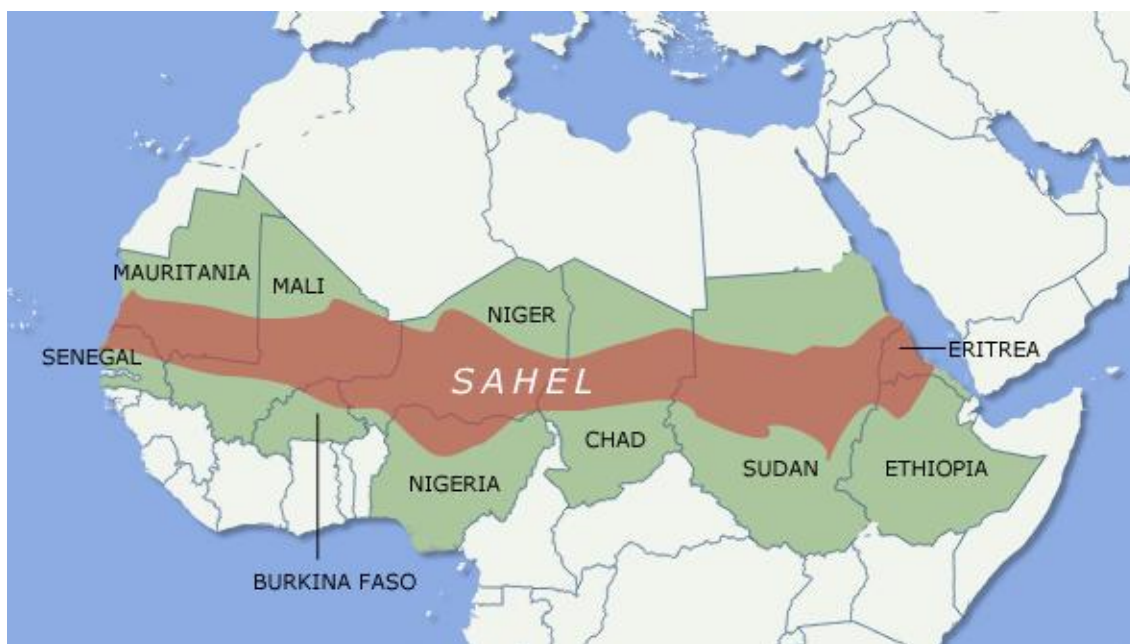 MAURITANIA
MALI
NIGER
SENEGAL
ERITREA
SAHEL
CHAD
NIGERIA
SUDAN
ETHIOPIA
BURKINA FASO